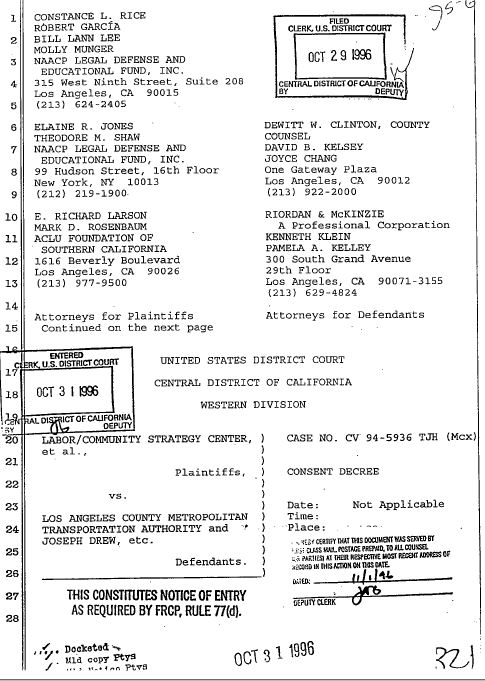 95-6
1 CONSTANCE L. RICE
ROBERT GARCÍA
2 BILL LANN LEE
MOLLY MUNGER
3 NAACP LEGAL DEFENSE AND
EDUCATIONAL FUND, INC.
4 315 West Ninth Street, Suite 208
Los Angeles, CA 90015
5 (213) 624-2405
FILED
CLERK, U.S. DISTRICT COURT
OCT 29 1996
CENTRAL DISTRICT OF CALIFORNIA
BY DEPUTY
6 ELAINE R. JONES
THEODORE M. SHAW
7 NAACP LEGAL DEFENSE AND
EDUCATIONAL FUND, INC.
8 99 Hudson Street, 16th Floor
New York, NY 10013
9 (212) 219-1900
DEWITT W. CLINTON, COUNTY
COUNSEL
DAVID B. KELSEY
JOYCE CHANG
One Gateway Plaza
Los Angeles, CA 90012
(213) 922-2000
10 E. RICHARD LARSON
MARK D. ROSENBAUM
11 ACLU FOUNDATION OF
SOUTHERN CALIFORNIA
12 1616 Beverly Boulevard
Los Angeles, CA 90026
13 (213) 977-9500
RIORDAN & McKINZIE
A Professional Corporation
KENNETH KLEIN
PAMELA A. KELLEY
300 South Grand Avenue
29th Floor
Los Angeles, CA 90071-3155
(213) 629-4824
14
Attorneys for Plaintiffs
15 Continued on the next page
Attorneys for Defendants
16
ENTERED
CLERK, U.S. DISTRICT COURT
OCT 31 1996
CENTRAL DISTRICT OF CALIFORNIA
BY DEPUTY
UNITED STATES DISTRICT COURT
17
CENTRAL DISTRICT OF CALIFORNIA
18
WESTERN DIVISION
19
20 LABOR/COMMUNITY STRATEGY CENTER, )
et al., )
21 )
Plaintiffs, )
22 )
vs. )
23 )
LOS ANGELES COUNTY METROPOLITAN )
24 TRANSPORTATION AUTHORITY and )
JOSEPH DREW, etc. )
25 )
Defendants. )
26 )
CASE NO. CV 94-5936 TJH (Mcx)
CONSENT DECREE
Date: Not Applicable
Time:
Place:
CERTIFY THAT THIS DOCUMENT WAS SERVED BY
CLASS MAIL, POSTAGE PREPAID, TO ALL COUNSEL
PARTIES) AT THEIR RESPECTIVE MOST RECENT ADDRESS OF
RECORD IN THIS ACTION ON THIS DATE.
DATED: 11/1/96
DEPUTY CLERK
27 THIS CONSTITUTES NOTICE OF ENTRY
AS REQUIRED BY FRCP, RULE 77(d).
28
Docketed
Mld copy Ptys
Mld Notice Ptys
OCT 31 1996
321